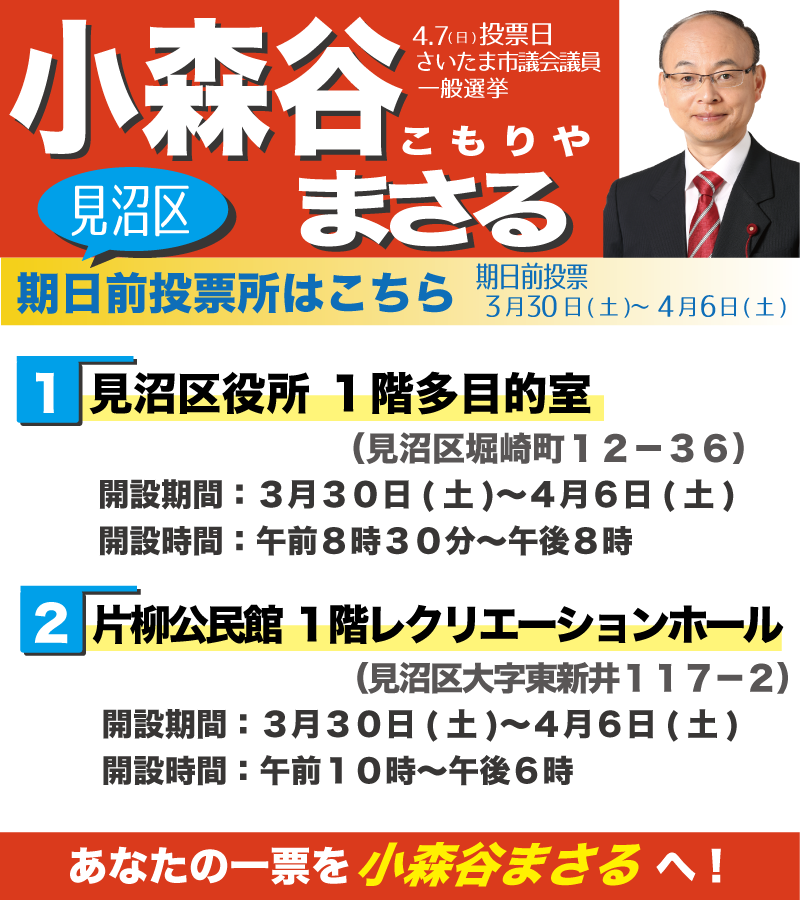 小森谷
こもりや
まさる
4.7(日)投票日
さいたま市議会議員
一般選挙
見沼区
期日前投票所はこちら
期日前投票
3月30日(土)〜4月6日(土)
1 見沼区役所 １階多目的室
（見沼区堀崎町１２－３６）
開設期間：３月３０日(土)〜４月６日(土)
開設時間：午前８時３０分〜午後８時
2 片柳公民館 １階レクリエーションホール
（見沼区大字東新井１１７－２）
開設期間：３月３０日(土)〜４月６日(土)
開設時間：午前１０時〜午後６時
あなたの一票を小森谷まさるへ！